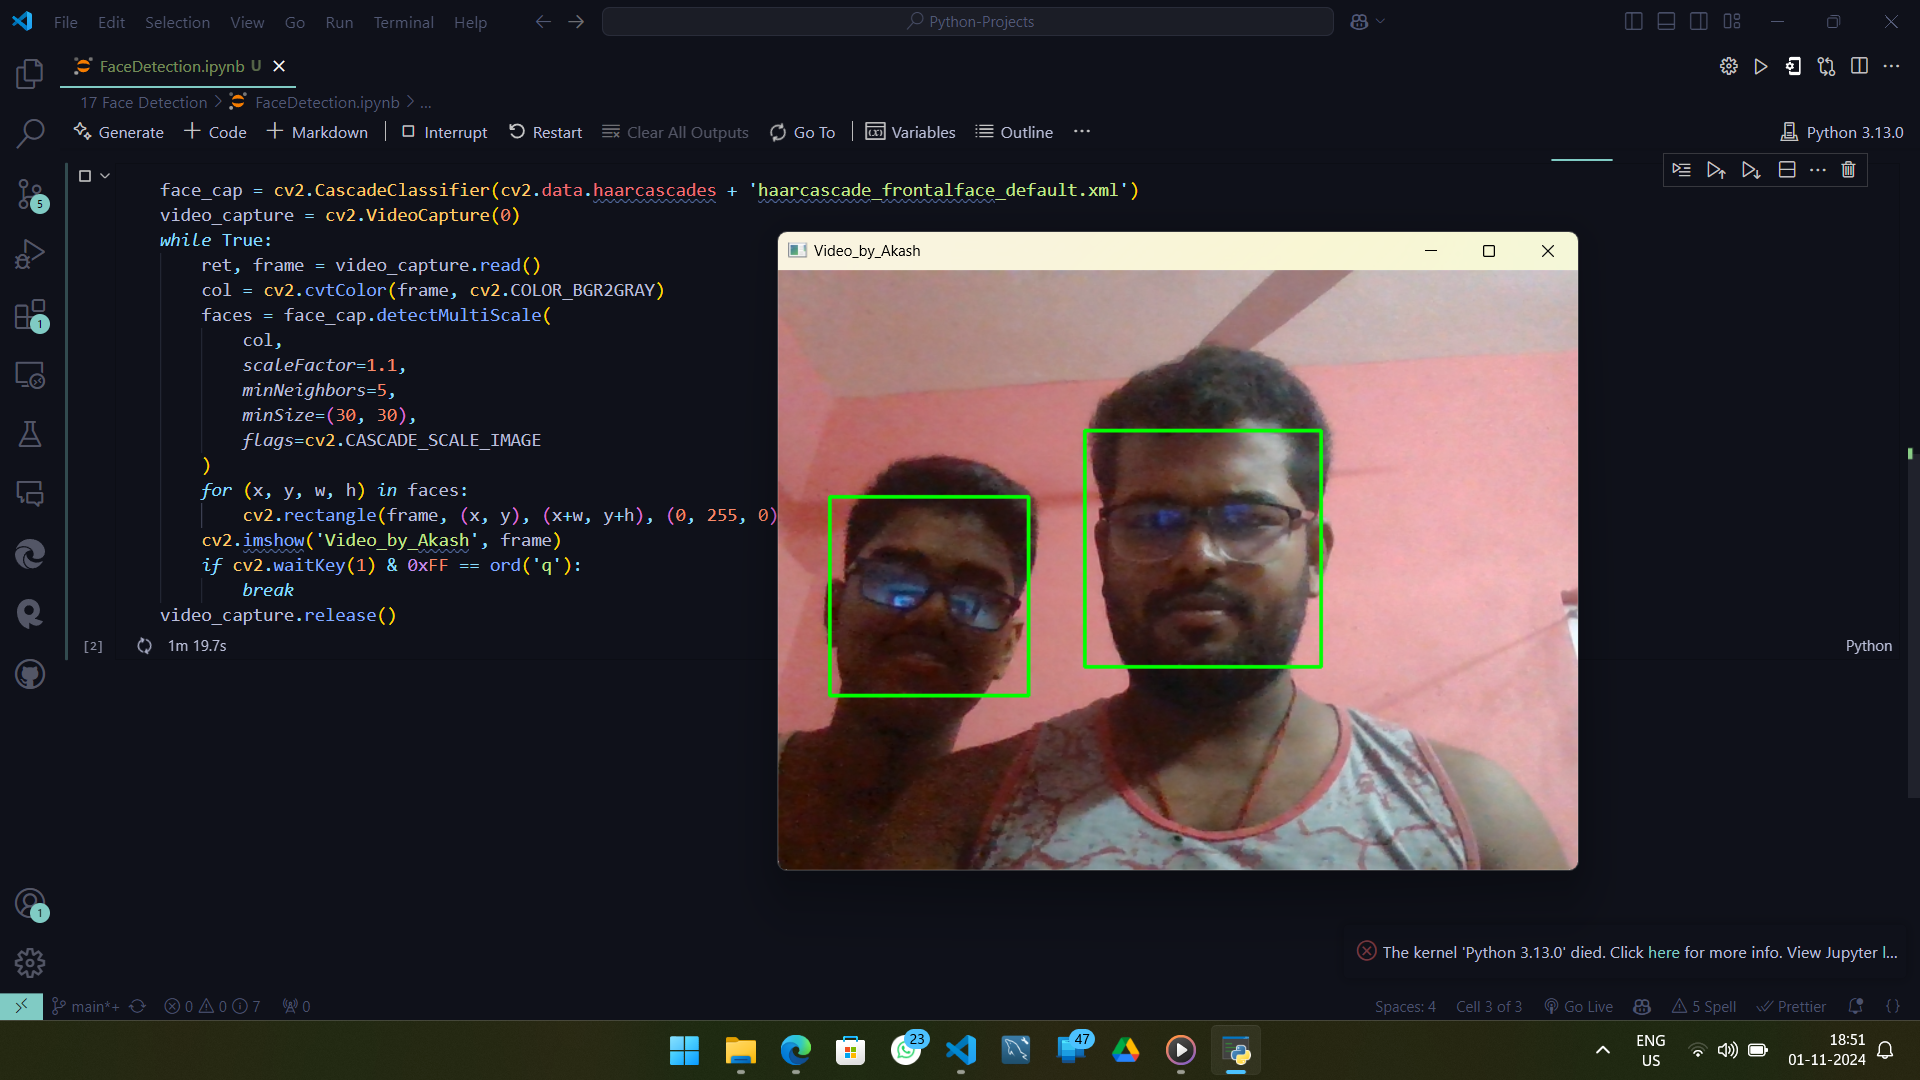 File Edit Selection View Go Run Terminal Help
Python-Projects
FaceDetection.ipynb U
17 Face Detection > FaceDetection.ipynb > ...
Generate + Code + Markdown Interrupt Restart Clear All Outputs Go To Variables Outline ...
Python 3.13.0
face_cap = cv2.CascadeClassifier(cv2.data.haarcascades + 'haarcascade_frontalface_default.xml')
video_capture = cv2.VideoCapture(0)
while True:
    ret, frame = video_capture.read()
    col = cv2.cvtColor(frame, cv2.COLOR_BGR2GRAY)
    faces = face_cap.detectMultiScale(
        col,
        scaleFactor=1.1,
        minNeighbors=5,
        minSize=(30, 30),
        flags=cv2.CASCADE_SCALE_IMAGE
    )
    for (x, y, w, h) in faces:
        cv2.rectangle(frame, (x, y), (x+w, y+h), (0, 255, 0)
    cv2.imshow('Video_by_Akash', frame)
    if cv2.waitKey(1) & 0xFF == ord('q'):
        break
video_capture.release()
[2] 1m 19.7s
Python
Video_by_Akash
5
1
1
The kernel 'Python 3.13.0' died. Click here for more info. View Jupyter l...
main*+ 0 0 7 0
Spaces: 4 Cell 3 of 3 Go Live 5 Spell Prettier {}
23
47
ENG
US
18:51
01-11-2024